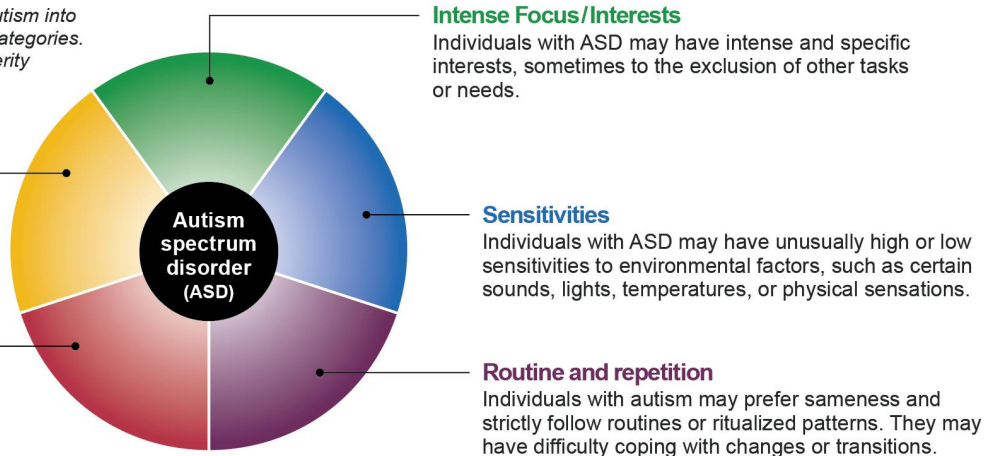 utism into
ategories.
erity
Intense Focus/Interests
Individuals with ASD may have intense and specific
interests, sometimes to the exclusion of other tasks
or needs.
Autism
spectrum
disorder
(ASD)
Sensitivities
Individuals with ASD may have unusually high or low
sensitivities to environmental factors, such as certain
sounds, lights, temperatures, or physical sensations.
Routine and repetition
Individuals with autism may prefer sameness and
strictly follow routines or ritualized patterns. They may
have difficulty coping with changes or transitions.